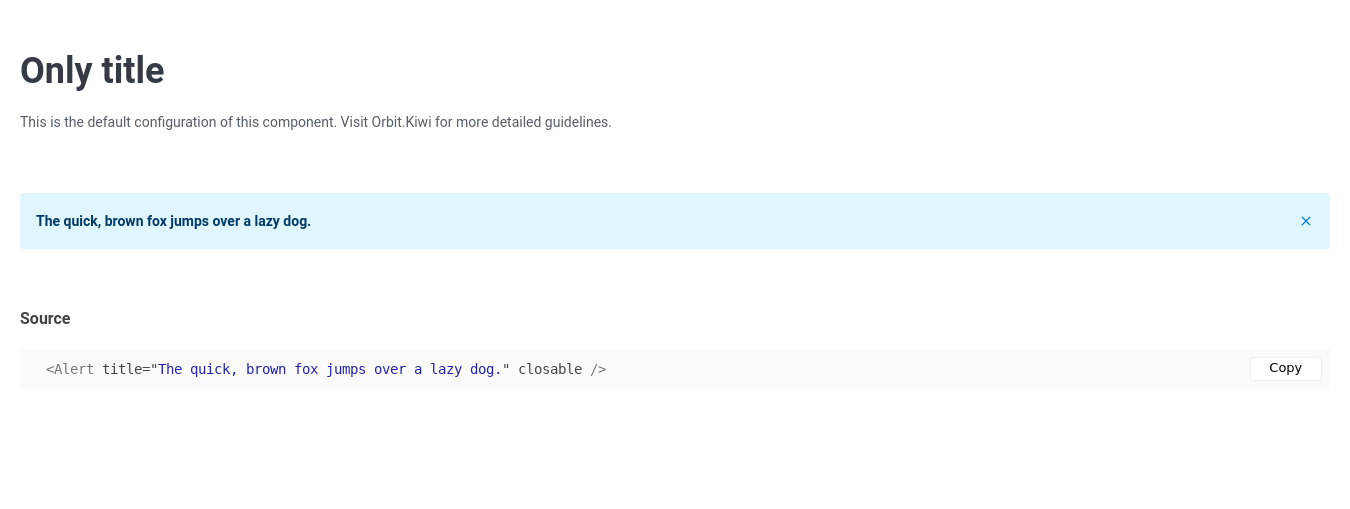 Only title
This is the default configuration of this component. Visit Orbit.Kiwi for more detailed guidelines.
The quick, brown fox jumps over a lazy dog.
Source
<Alert title="The quick, brown fox jumps over a lazy dog." closable />
Copy